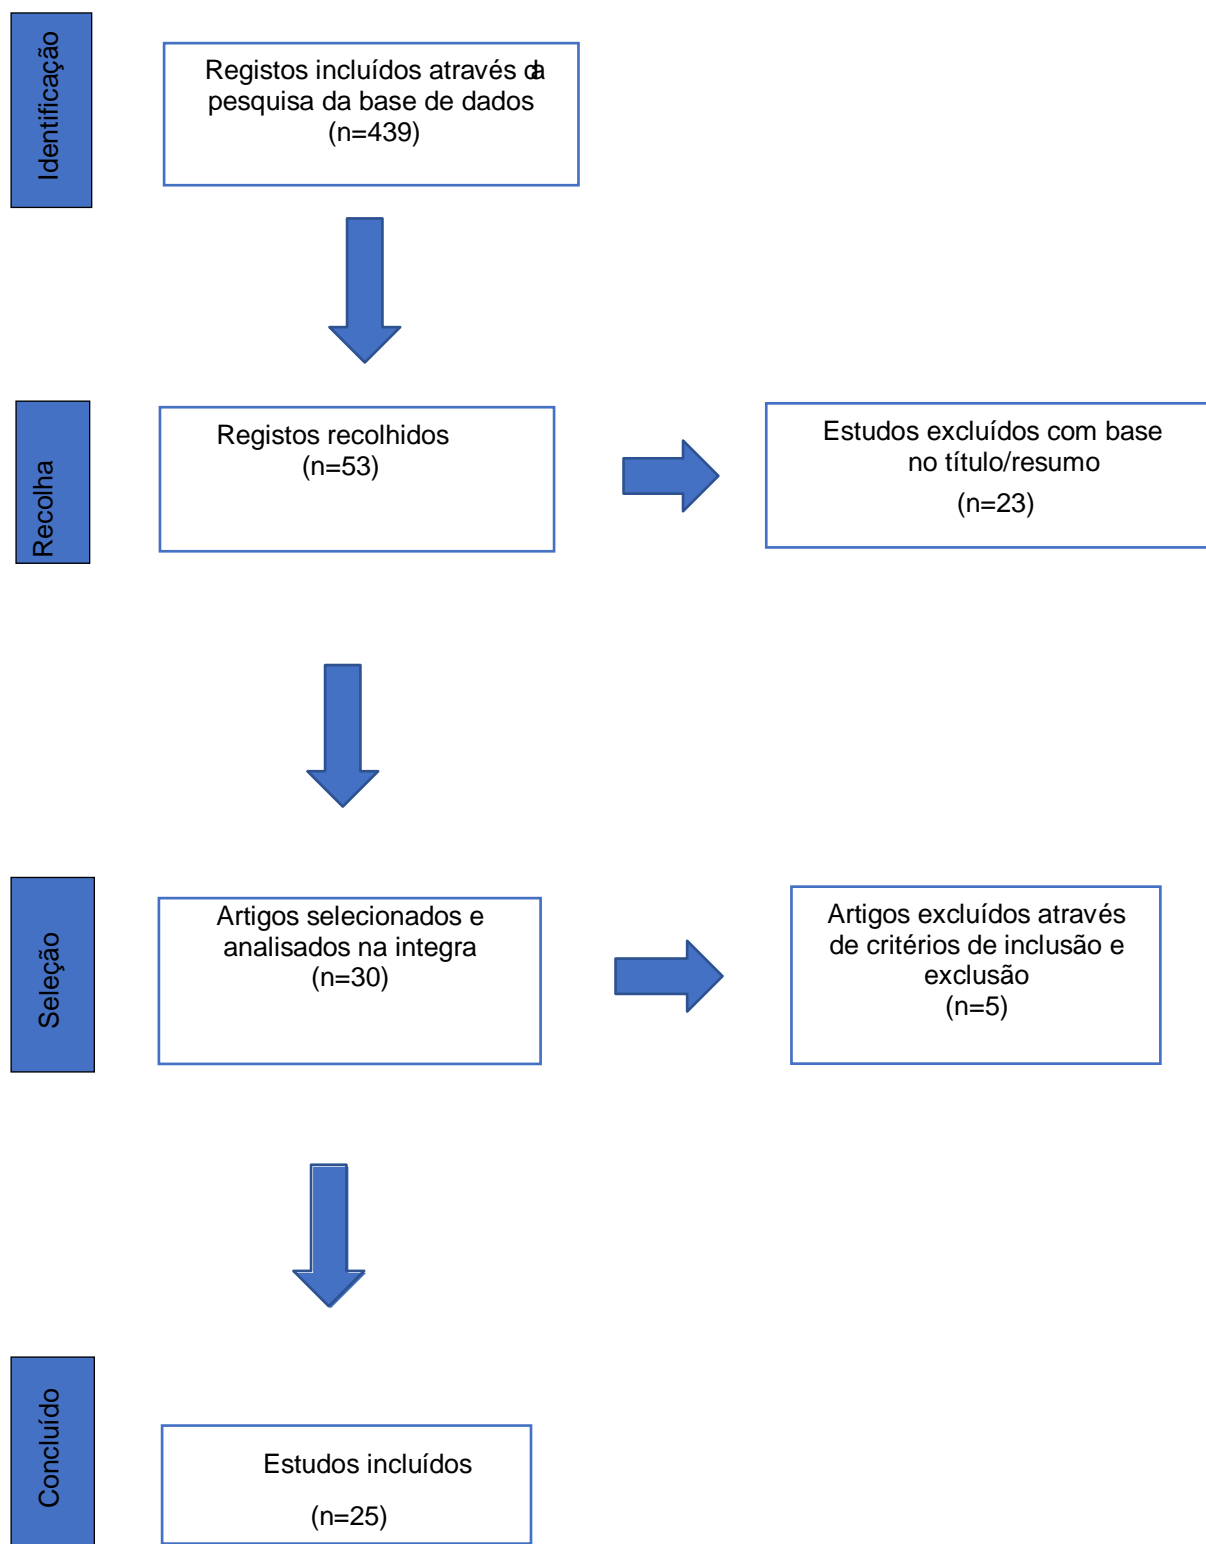 Identificação
Registos incluídos através da
pesquisa da base de dados
(n=439)
Recolha
Registos recolhidos
(n=53)
Estudos excluídos com base
no título/resumo
(n=23)
Seleção
Artigos selecionados e
analisados na integra
(n=30)
Artigos excluídos através
de critérios de inclusão e
exclusão
(n=5)
Concluído
Estudos incluídos
(n=25)